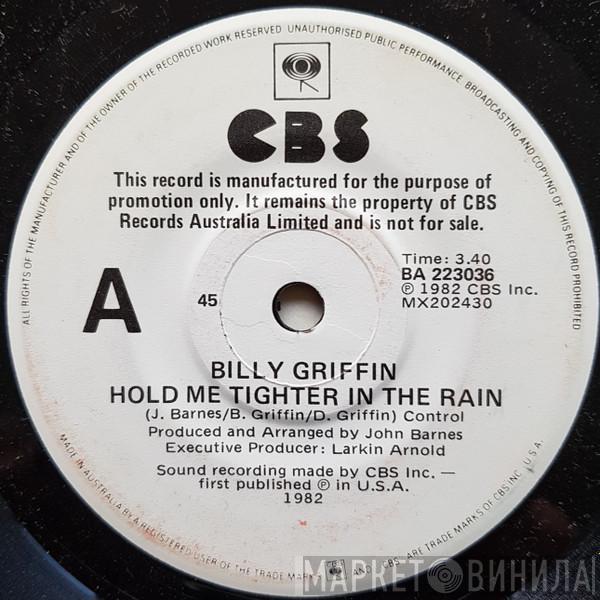 ALL RIGHTS OF THE MANUFACTURER AND OF THE OWNER OF THE RECORDED WORK RESERVED UNAUTHORISED PUBLIC PERFORMANCE, BROADCASTING AND COPYING OF THIS RECORD PROHIBITED
CBS
This record is manufactured for the purpose of
promotion only. It remains the property of CBS
Records Australia Limited and is not for sale.
A
45
Time: 3.40
BA 223036
℗ 1982 CBS Inc.
MX202430
BILLY GRIFFIN
HOLD ME TIGHTER IN THE RAIN
(J. Barnes/B. Griffin/D. Griffin) Control
Produced and Arranged by John Barnes
Executive Producer: Larkin Arnold
Sound recording made by CBS Inc. —
first published ℗ in U.S.A.
1982
MADE IN AUSTRALIA BY A REGISTERED USER OF THE TRADE MARKS "CBS" AND ARE TRADE MARKS OF CBS INC. U.S.A.
МАРКЕТ ВИНИЛА